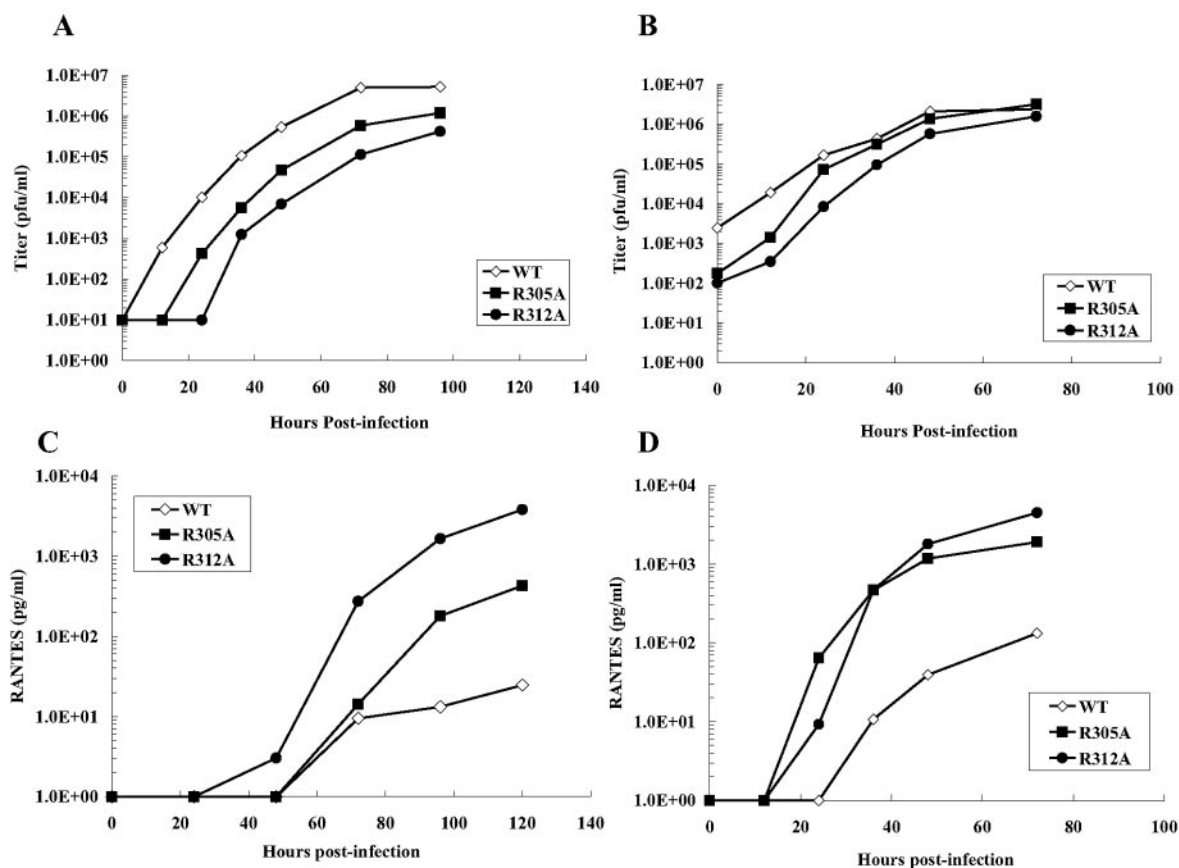 A
1.0E+07
1.0E+06
1.0E+05
1.0E+04
1.0E+03
1.0E+02
1.0E+01
1.0E+00
Titer (pfu/ml)
WT
R305A
R312A
0 20 40 60 80 100 120 140
Hours Post-infection
B
1.0E+07
1.0E+06
1.0E+05
1.0E+04
1.0E+03
1.0E+02
1.0E+01
1.0E+00
Titer (pfu/ml)
WT
R305A
R312A
0 20 40 60 80 100
Hours Post-infection
C
1.0E+04
1.0E+03
1.0E+02
1.0E+01
1.0E+00
RANTES (pg/ml)
WT
R305A
R312A
0 20 40 60 80 100 120 140
Hours post-infection
D
1.0E+04
1.0E+03
1.0E+02
1.0E+01
1.0E+00
RANTES (pg/ml)
WT
R305A
R312A
0 20 40 60 80 100
Hours post-infection